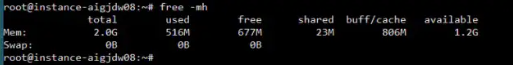 root@instance-aigjdw08:~# free -mh
total used free shared buff/cache available
Mem: 2.0G 516M 677M 23M 806M 1.2G
Swap: 0B 0B 0B
root@instance-aigjdw08:~#